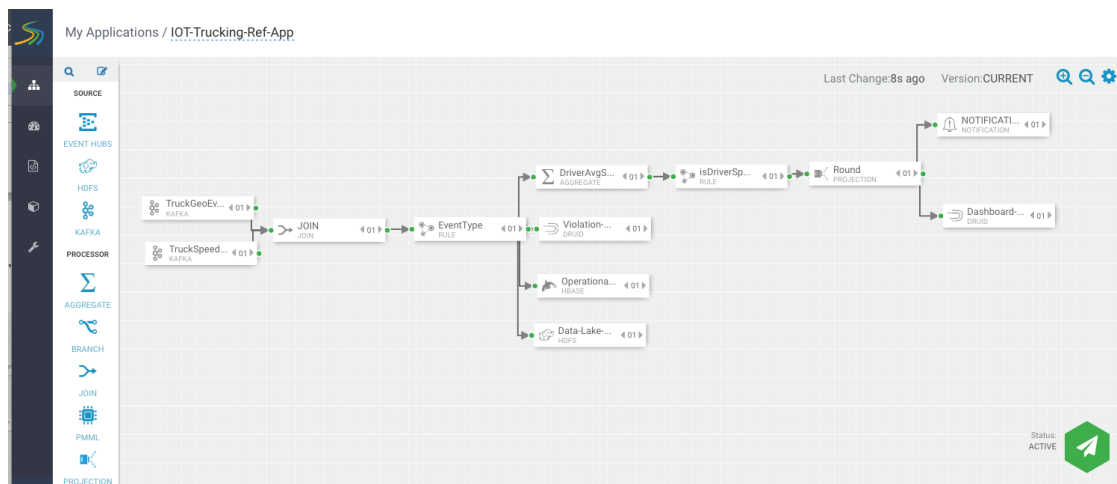 My Applications / IOT-Trucking-Ref-App
Last Change:8s ago Version:CURRENT
SOURCE
EVENT HUBS
HDFS
KAFKA
PROCESSOR
AGGREGATE
BRANCH
JOIN
PMML
PROJECTION
TruckGeoEv... 01
KAFKA
TruckSpeed... 01
KAFKA
JOIN 01
JOIN
EventType 01
RULE
DriverAvgS... 01
AGGREGATE
Violation-... 01
DRUID
Operationa... 01
HBASE
Data-Lake-... 01
HDFS
isDriverSp... 01
RULE
Round 01
PROJECTION
NOTIFICATI... 01
NOTIFICATION
Dashboard-... 01
DRUID
Status:
ACTIVE